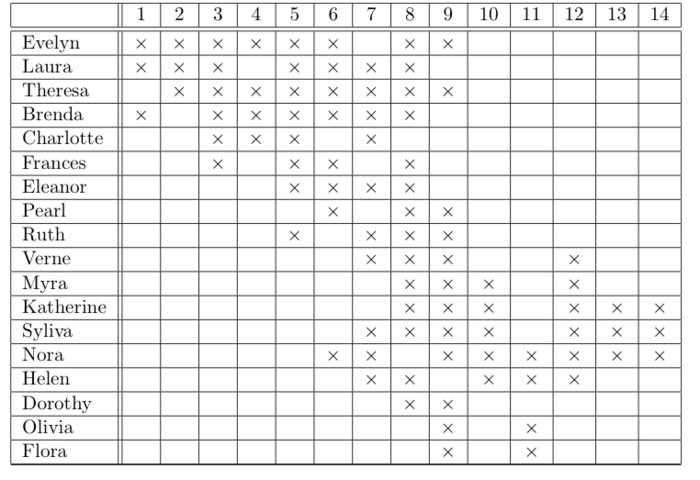 1 2 3 4 5 6 7 8 9 10 11 12 13 14
Evelyn × × × × × × × ×
Laura × × × × × × ×
Theresa × × × × × × × ×
Brenda × × × × × × ×
Charlotte × × × ×
Frances × × × ×
Eleanor × × × ×
Pearl × × ×
Ruth × × × ×
Verne × × × ×
Myra × × × ×
Katherine × × × × × ×
Syliva × × × × × × ×
Nora × × × × × × × ×
Helen × × × × ×
Dorothy × ×
Olivia × ×
Flora × ×